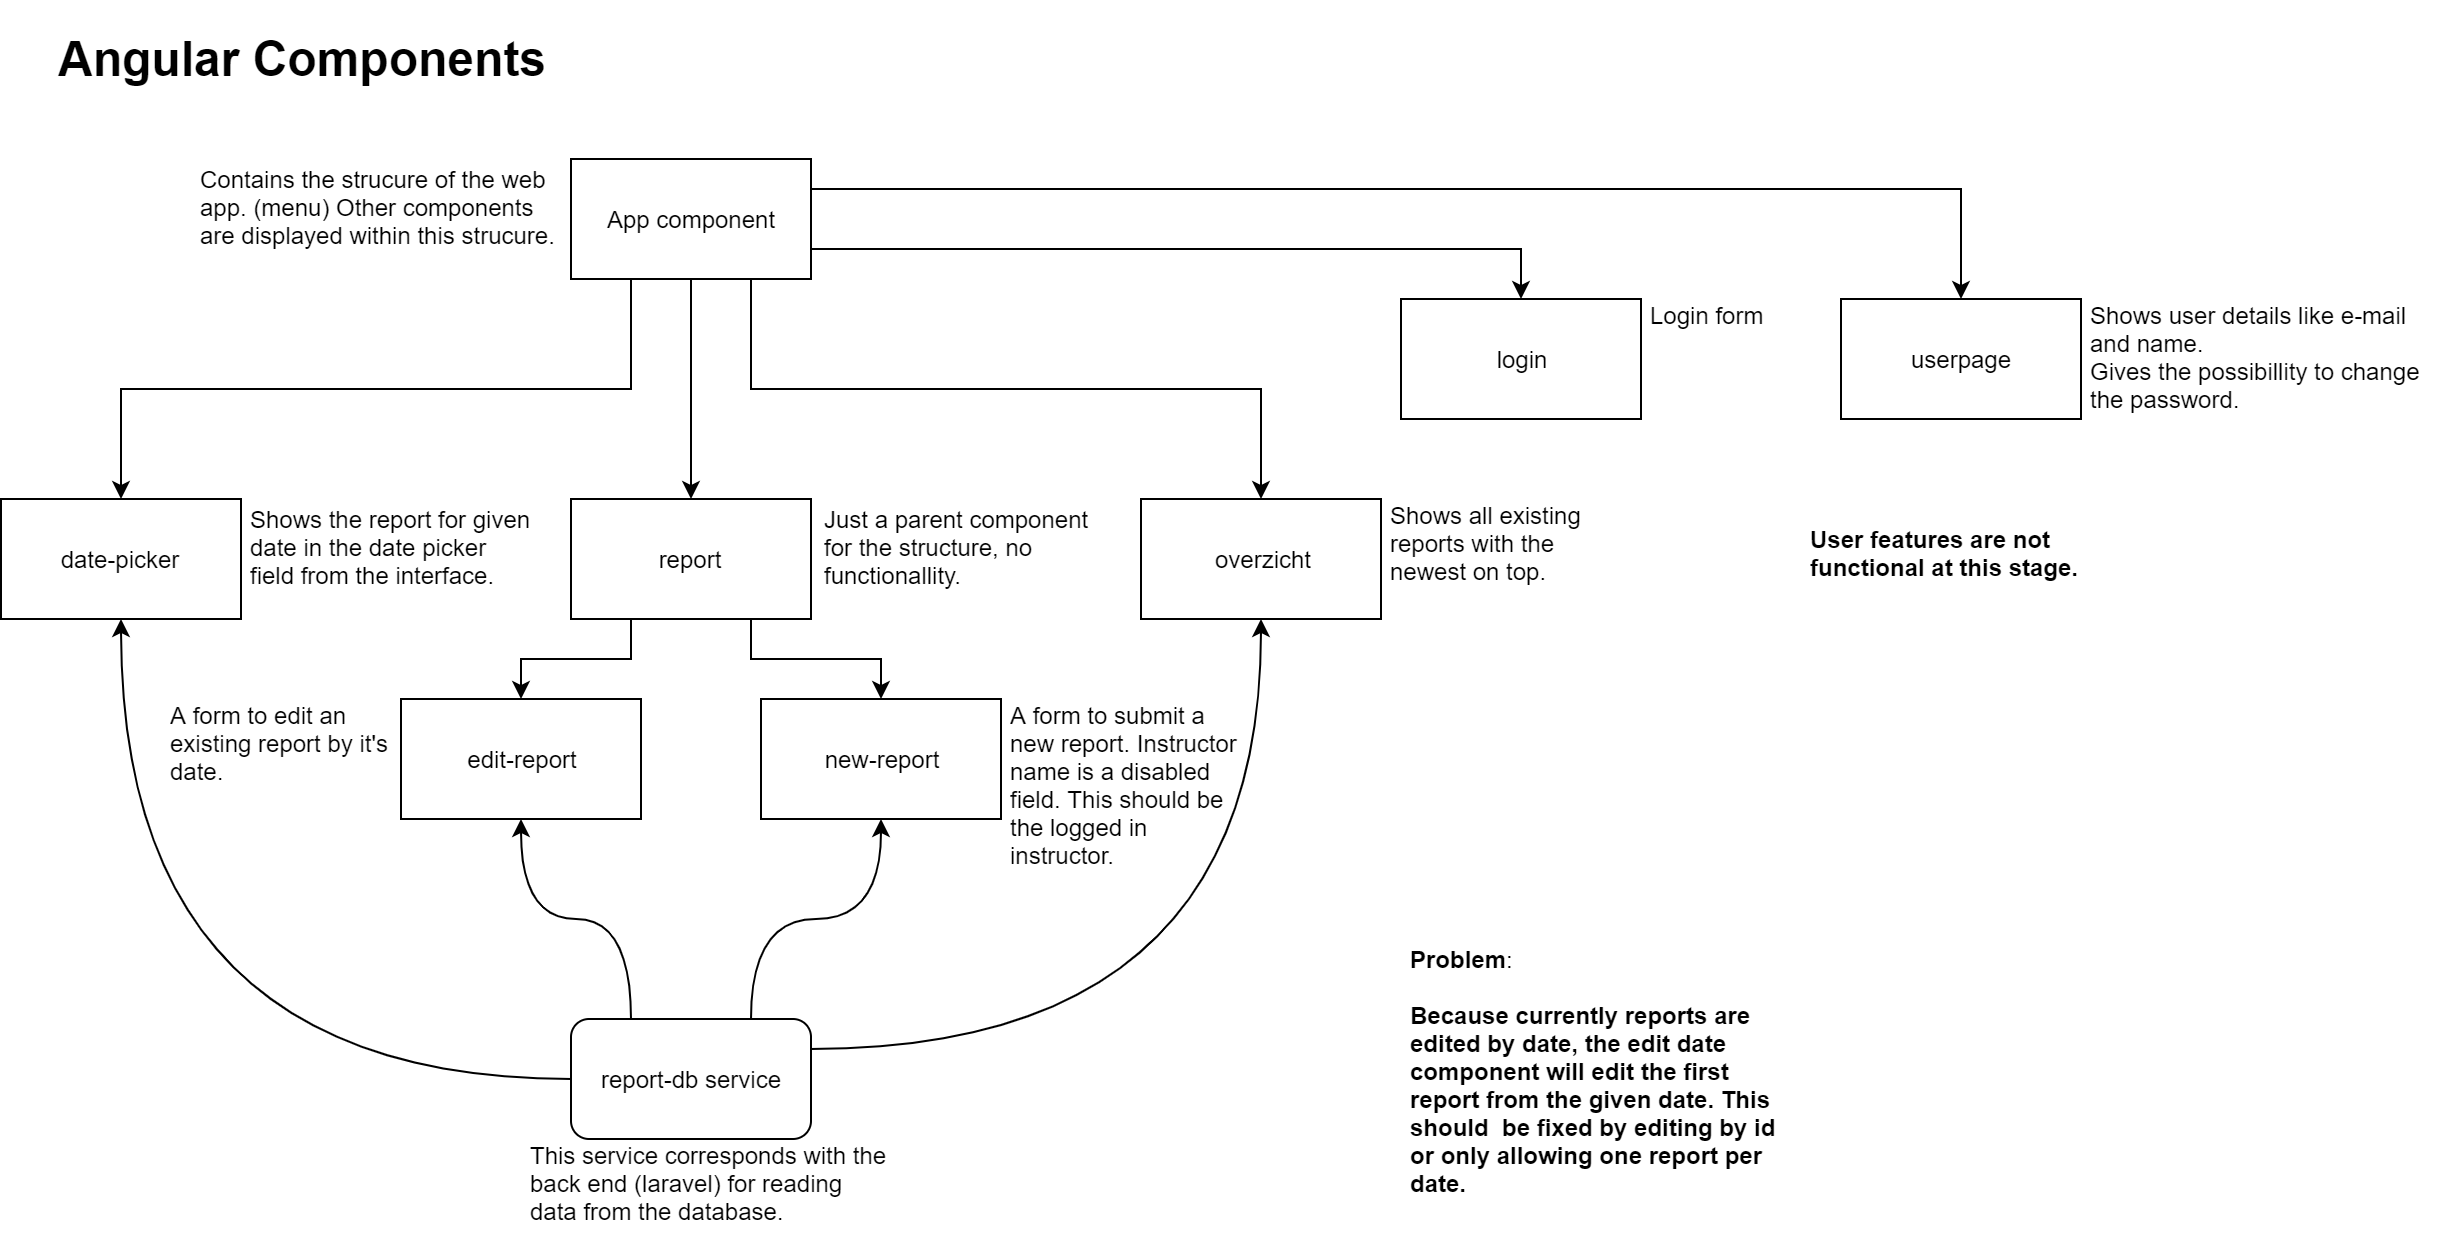 Angular Components
Contains the strucure of the web
app. (menu) Other components
are displayed within this strucure.
App component
login
Login form
userpage
Shows user details like e-mail
and name.
Gives the possibillity to change
the password.
date-picker
Shows the report for given
date in the date picker
field from the interface.
report
Just a parent component
for the structure, no
functionallity.
overzicht
Shows all existing
reports with the
newest on top.
User features are not
functional at this stage.
A form to edit an
existing report by it's
date.
edit-report
new-report
A form to submit a
new report. Instructor
name is a disabled
field. This should be
the logged in
instructor.
report-db service
This service corresponds with the
back end (laravel) for reading
data from the database.
Problem:
Because currently reports are
edited by date, the edit date
component will edit the first
report from the given date. This
should  be fixed by editing by id
or only allowing one report per
date.